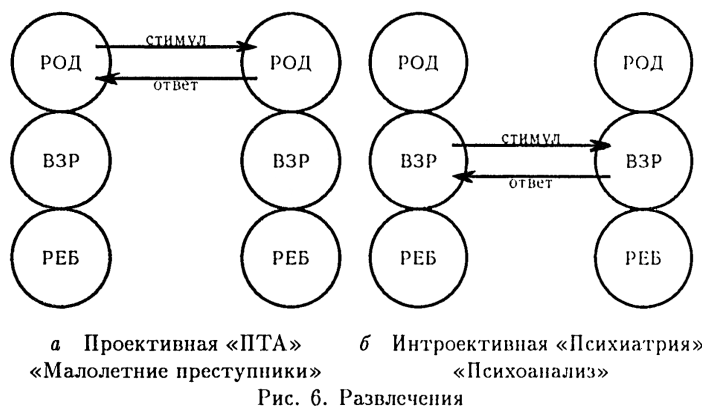 стимул стимул
РОД РОД РОД РОД
ответ
стимул
ВЗР ВЗР ВЗР ВЗР
ответ
РЕБ РЕБ РЕБ РЕБ
а Проективная «ПТА» б Интроективная «Психиатрия»
«Малолетние преступники» «Психоанализ»
Рис. 6. Развлечения